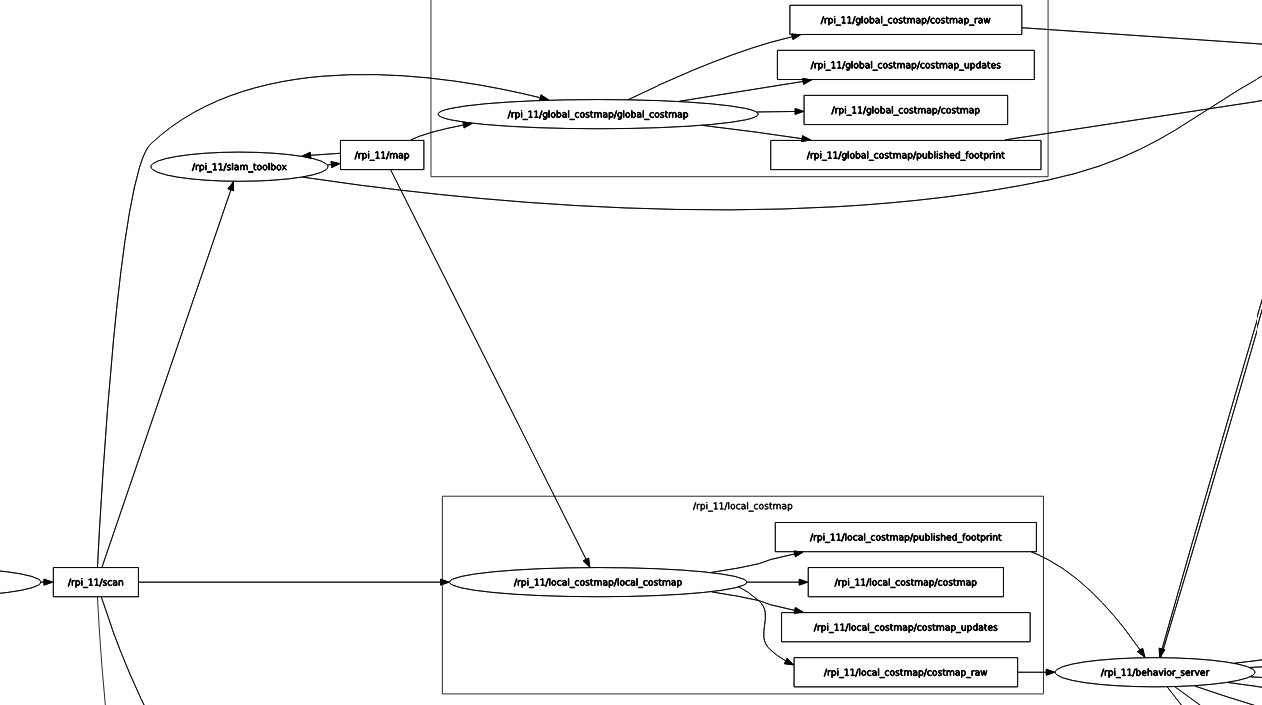 /rpi_11/global_costmap/costmap_raw
/rpi_11/global_costmap/costmap_updates
/rpi_11/global_costmap/global_costmap
/rpi_11/global_costmap/costmap
/rpi_11/map
/rpi_11/global_costmap/published_footprint
/rpi_11/slam_toolbox
/rpi_11/local_costmap
/rpi_11/local_costmap/published_footprint
/rpi_11/scan
/rpi_11/local_costmap/local_costmap
/rpi_11/local_costmap/costmap
/rpi_11/local_costmap/costmap_updates
/rpi_11/local_costmap/costmap_raw
/rpi_11/behavior_server